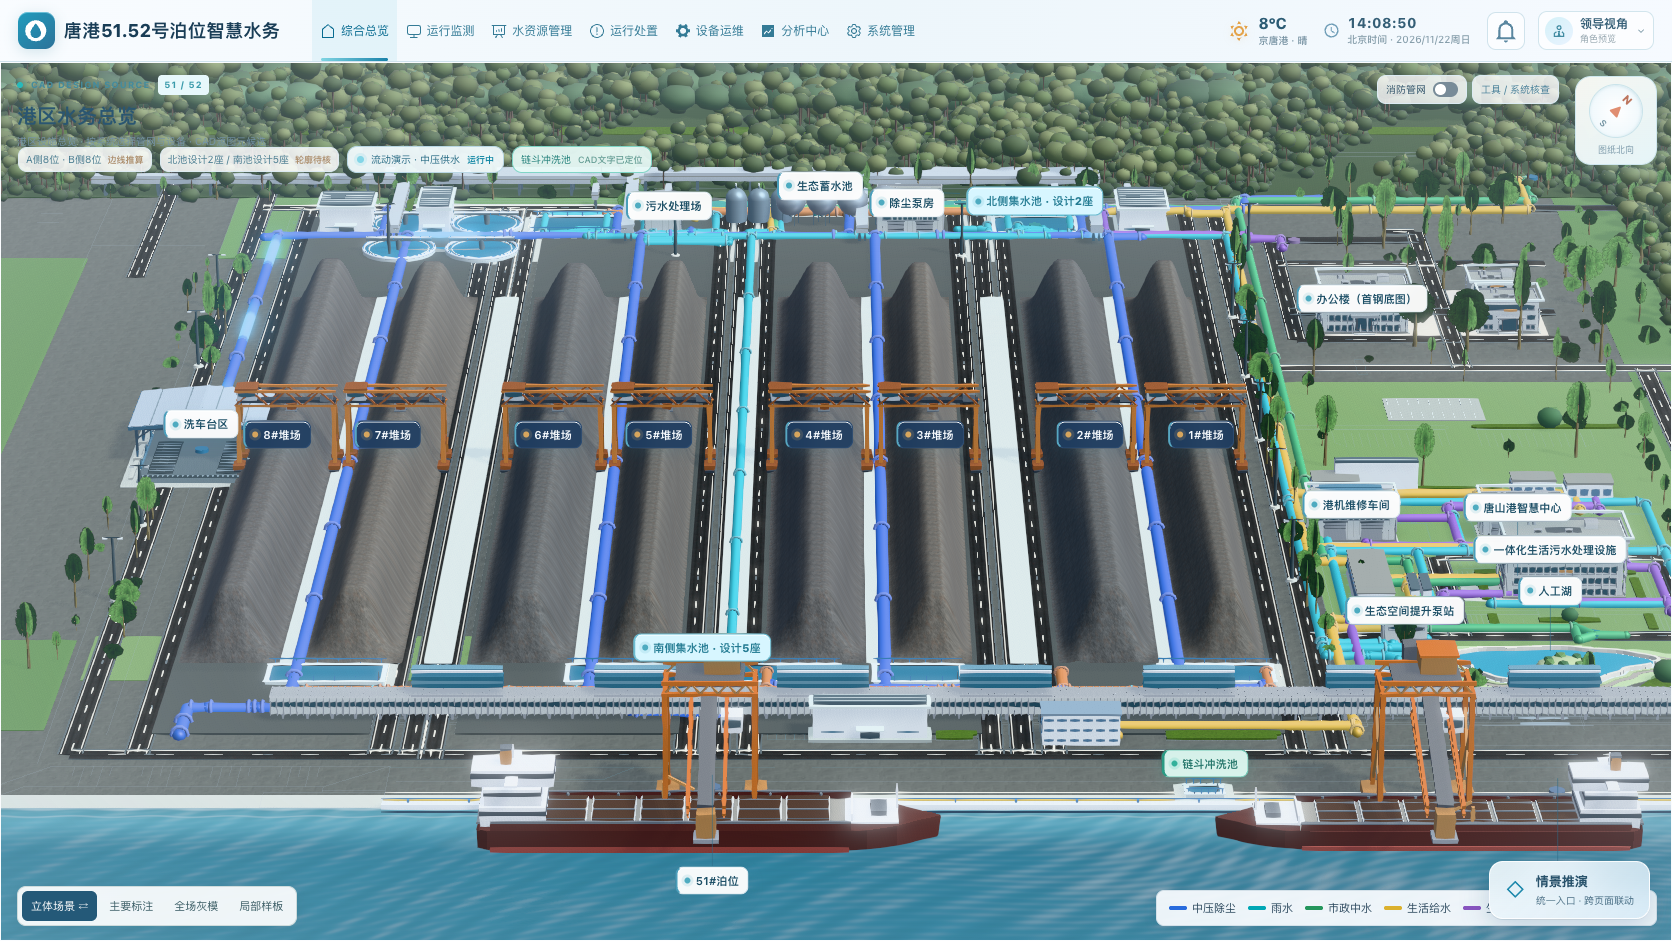 唐港51.52号泊位智慧水务
综合总览
运行监测
水资源管理
运行处置
设备运维
分析中心
系统管理
8°C
京唐港 · 晴
14:08:50
北京时间 · 2026/11/22周日
领导视角
角色预览
51 / 52
港区水务总览
A侧8位 · B侧8位 边线推算
北池设计2座 / 南池设计5座 轮廓待核
流动演示 · 中压供水 运行中
链斗冲洗池 CAD文字已定位
消防管网
工具 / 系统核查
N
S
图纸北向
污水处理场
生态蓄水池
除尘泵房
北侧集水池 · 设计2座
办公楼（首钢底图）
洗车台区
8#堆场
7#堆场
6#堆场
5#堆场
4#堆场
3#堆场
2#堆场
1#堆场
港机维修车间
唐山港智慧中心
一体化生活污水处理设施
人工湖
生态空间提升泵站
南侧集水池 · 设计5座
链斗冲洗池
51#泊位
立体场景
主要标注
全场灰模
局部样板
中压除尘
雨水
市政中水
生活给水
情景推演
统一入口 · 跨页面联动